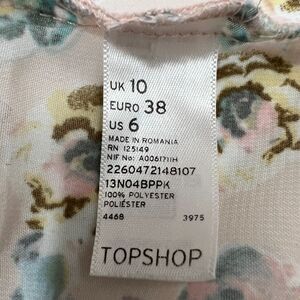 UK 10
EURO 38
US 6
MADE IN ROMANIA
RN 125149
NIF No: A0061711H
2260472148107
13N04BPPK
100% POLYESTER
POLIÉSTER
4468 3975
TOPSHOP